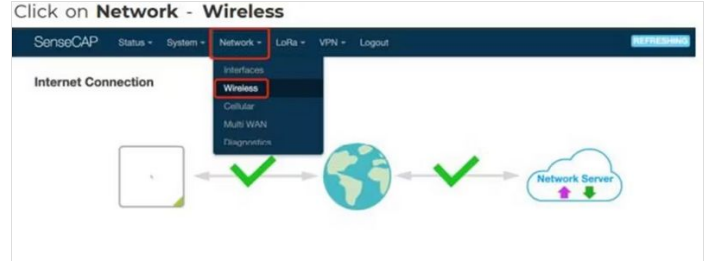 Click on Network - Wireless
SenseCAP Status System Network LoRa VPN Logout REFRESHING
Interfaces
Internet Connection
Wireless
Cellular
Multi WAN
Diagnostics
Network Server